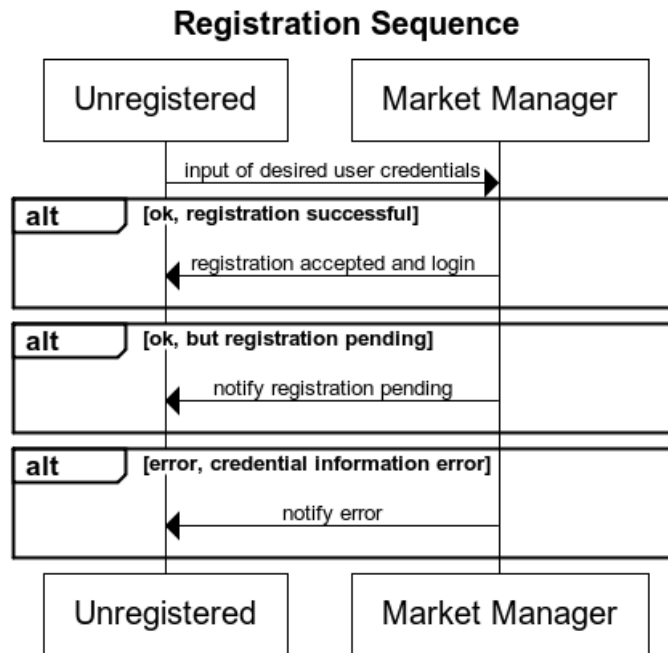 Registration Sequence
Unregistered
Market Manager
input of desired user credentials
alt
[ok, registration successful]
registration accepted and login
alt
[ok, but registration pending]
notify registration pending
alt
[error, credential information error]
notify error
Unregistered
Market Manager